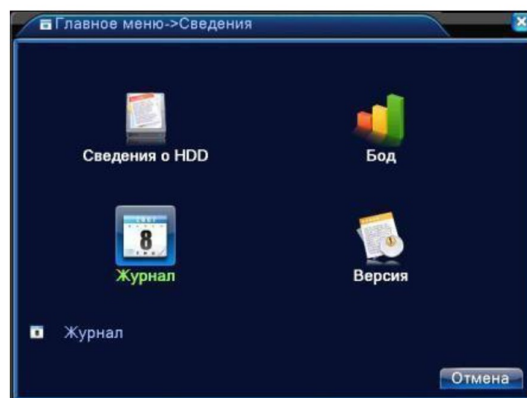 Главное меню->Сведения
Сведения о HDD
Бод
8
Журнал
Версия
Журнал
Отмена